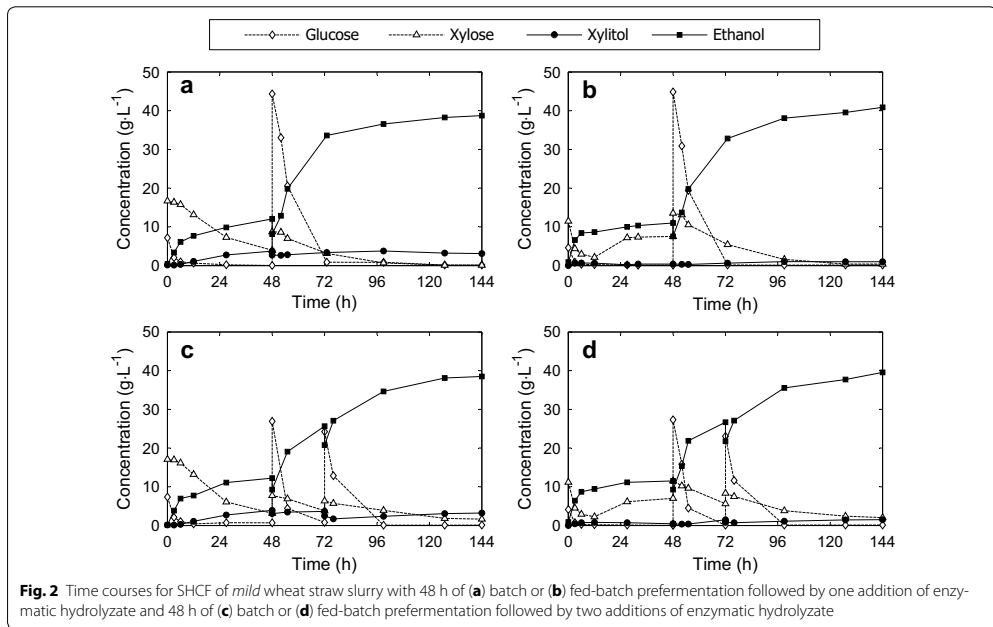 Glucose Xylose Xylitol Ethanol
a
Concentration (g·L⁻¹)
50
40
30
20
10
0
0 24 48 72 96 120 144
Time (h)
b
Concentration (g·L⁻¹)
50
40
30
20
10
0
0 24 48 72 96 120 144
Time (h)
c
Concentration (g·L⁻¹)
50
40
30
20
10
0
0 24 48 72 96 120 144
Time (h)
d
Concentration (g·L⁻¹)
50
40
30
20
10
0
0 24 48 72 96 120 144
Time (h)
Fig. 2 Time courses for SHCF of mild wheat straw slurry with 48 h of (a) batch or (b) fed-batch prefermentation followed by one addition of enzy-
matic hydrolyzate and 48 h of (c) batch or (d) fed-batch prefermentation followed by two additions of enzymatic hydrolyzate